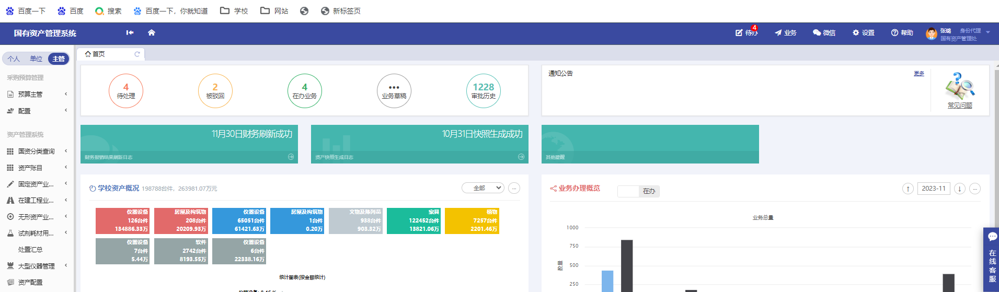 百度一下
百度
搜索
百度一下，你就知道
学校
网站
新标签页
国有资产管理系统
4
待办
业务
微信
设置
帮助
张璐
身份代理
国有资产管理处
个人
单位
主管
首页
采购预算管理
预算主管
配置
资产管理系统
国资分类查询
资产账目
固定资产业...
在建工程业...
无形资产业...
试剂耗材用...
处置汇总
大型仪器管理
资产配置
4
待处理
2
被驳回
4
在办业务
•••
业务草稿
1228
审批历史
通知公告
更多
常见问题
11月30日财务刷新成功
财务报销结果刷新日志
10月31日快照生成成功
资产快照生成日志
其他提醒
学校资产概况 198788台件，263981.07万元
全部
...
仪器设备
126台件
134886.33万
房屋及构筑物
208台件
20209.93万
仪器设备
65051台件
61421.63万
房屋及构筑物
1台件
0.20万
文物及陈列品
938台件
903.32万
家具
122452台件
13821.06万
植物
7257台件
2201.46万
仪器设备
7台件
5.44万
软件
2742台件
8193.55万
仪器设备
6台件
22338.16万
统计图表(按金额统计)
业务办理概览
在办
↑
2023-11
↓
...
业务总量
1000
750
500
250
数量
在线客服